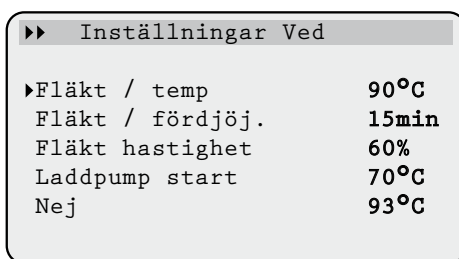 Inställningar Ved
Fläkt / temp 90°C
Fläkt / fördjöj. 15min
Fläkt hastighet 60%
Laddpump start 70°C
Nej 93°C